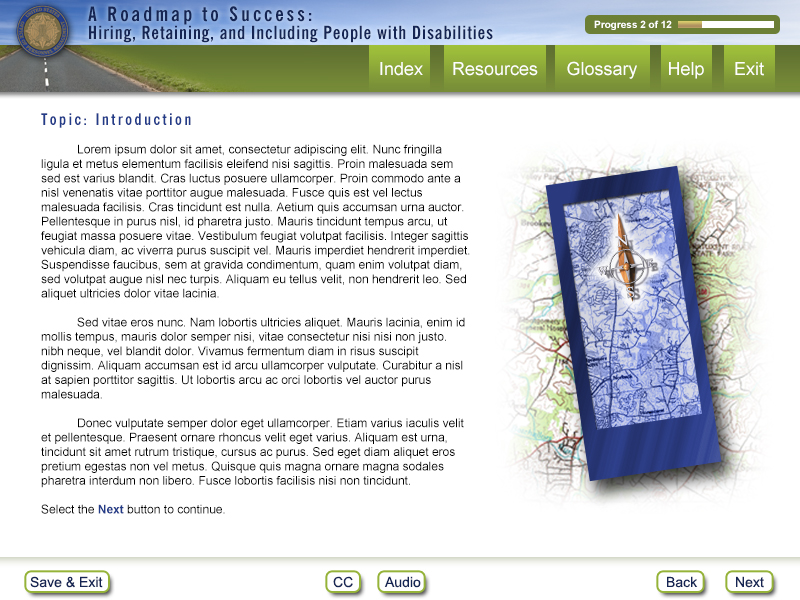 A Roadmap to Success:
Hiring, Retaining, and Including People with Disabilities
Progress 2 of 12
Index
Resources
Glossary
Help
Exit
Topic: Introduction
Lorem ipsum dolor sit amet, consectetur adipiscing elit. Nunc fringilla
ligula et metus elementum facilisis eleifend nisi sagittis. Proin malesuada sem
sed est varius blandit. Cras luctus posuere ullamcorper. Proin commodo ante a
nisl venenatis vitae porttitor augue malesuada. Fusce quis est vel lectus
malesuada facilisis. Cras tincidunt est nulla. Aetium quis accumsan urna auctor.
Pellentesque in purus nisl, id pharetra justo. Mauris tincidunt tempus arcu, ut
feugiat massa posuere vitae. Vestibulum feugiat volutpat facilisis. Integer sagittis
vehicula diam, ac viverra purus suscipit vel. Mauris imperdiet hendrerit imperdiet.
Suspendisse faucibus, sem at gravida condimentum, quam enim volutpat diam,
sed volutpat augue nisl nec turpis. Aliquam eu tellus velit, non hendrerit leo. Sed
aliquet ultricies dolor vitae lacinia.
Sed vitae eros nunc. Nam lobortis ultricies aliquet. Mauris lacinia, enim id
mollis tempus, mauris dolor semper nisi, vitae consectetur nisi nisi non justo.
nibh neque, vel blandit dolor. Vivamus fermentum diam in risus suscipit
dignissim. Aliquam accumsan est id arcu ullamcorper vulputate. Curabitur a nisl
at sapien porttitor sagittis. Ut lobortis arcu ac orci lobortis vel auctor purus
malesuada.
Donec vulputate semper dolor eget ullamcorper. Etiam varius iaculis velit
et pellentesque. Praesent ornare rhoncus velit eget varius. Aliquam est urna,
tincidunt sit amet rutrum tristique, cursus ac purus. Sed eget diam aliquet eros
pretium egestas non vel metus. Quisque quis magna ornare magna sodales
pharetra interdum non libero. Fusce lobortis facilisis nisi non tincidunt.
Select the Next button to continue.
Save & Exit
CC
Audio
Back
Next